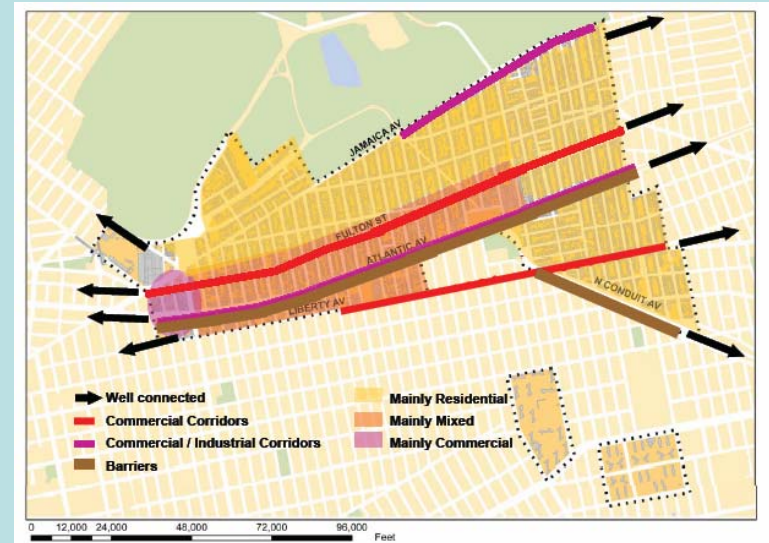 JAMAICA AV
FULTON ST
ATLANTIC AV
LIBERTY AV
N CONDUIT AV
Well connected
Commercial Corridors
Commercial / Industrial Corridors
Barriers
Mainly Residential
Mainly Mixed
Mainly Commercial
0 12,000 24,000 48,000 72,000 96,000
Feet